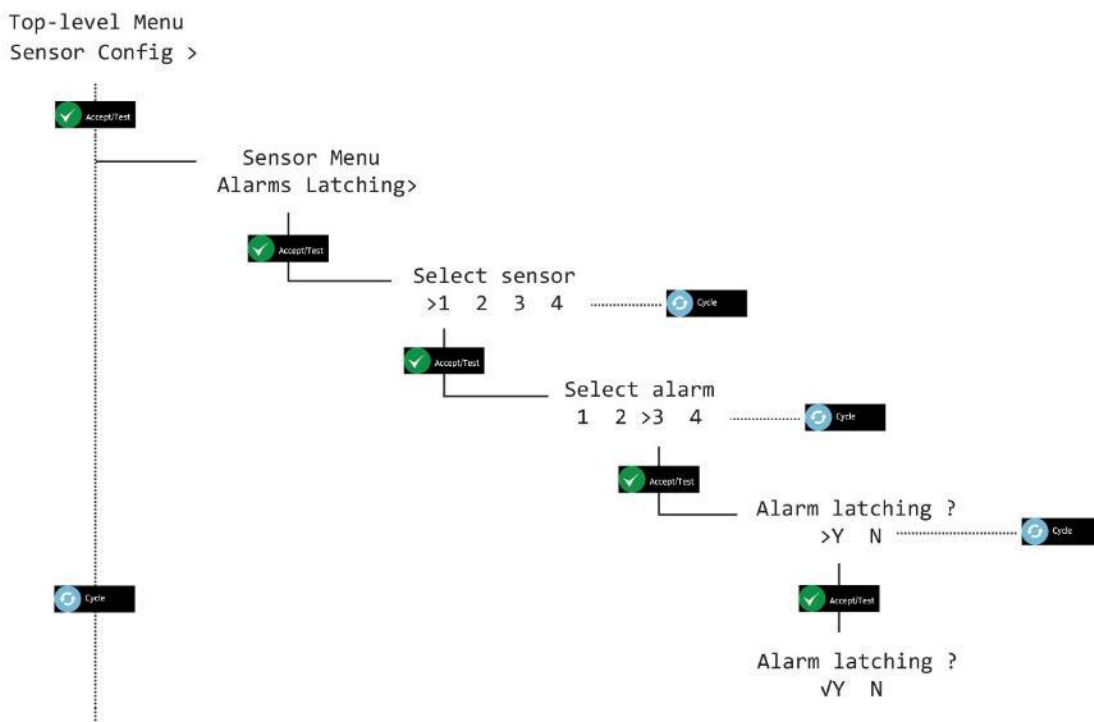 Top-level Menu
Sensor Config >
Accept/Test
Sensor Menu
Alarms Latching>
Accept/Test
Select sensor
>1 2 3 4
Cycle
Accept/Test
Select alarm
1 2 >3 4
Cycle
Accept/Test
Alarm latching ?
>Y N
Cycle
Accept/Test
Cycle
Alarm latching ?
√Y N